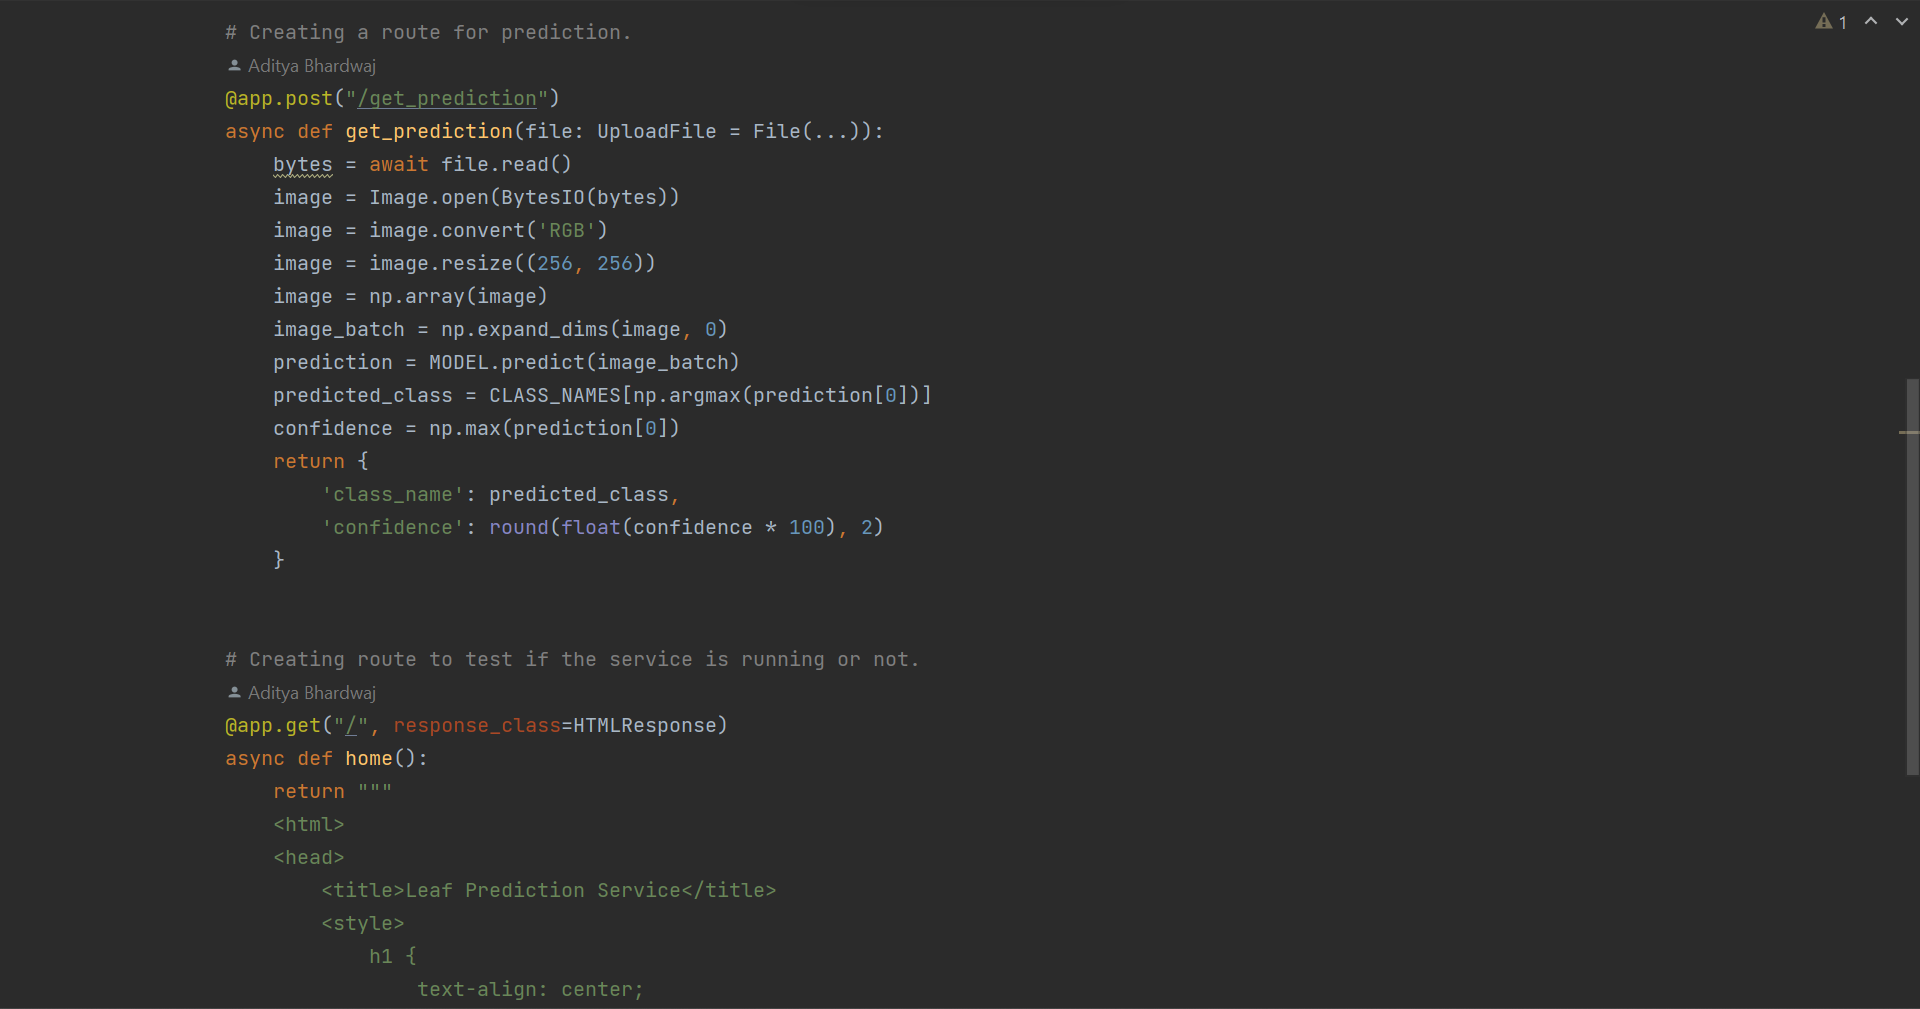 # Creating a route for prediction.
1
Aditya Bhardwaj
@app.post("/get_prediction")
async def get_prediction(file: UploadFile = File(...)):
    bytes = await file.read()
    image = Image.open(BytesIO(bytes))
    image = image.convert('RGB')
    image = image.resize((256, 256))
    image = np.array(image)
    image_batch = np.expand_dims(image, 0)
    prediction = MODEL.predict(image_batch)
    predicted_class = CLASS_NAMES[np.argmax(prediction[0])]
    confidence = np.max(prediction[0])
    return {
        'class_name': predicted_class,
        'confidence': round(float(confidence * 100), 2)
    }
# Creating route to test if the service is running or not.
Aditya Bhardwaj
@app.get("/", response_class=HTMLResponse)
async def home():
    return """
    <html>
    <head>
        <title>Leaf Prediction Service</title>
        <style>
            h1 {
                text-align: center;